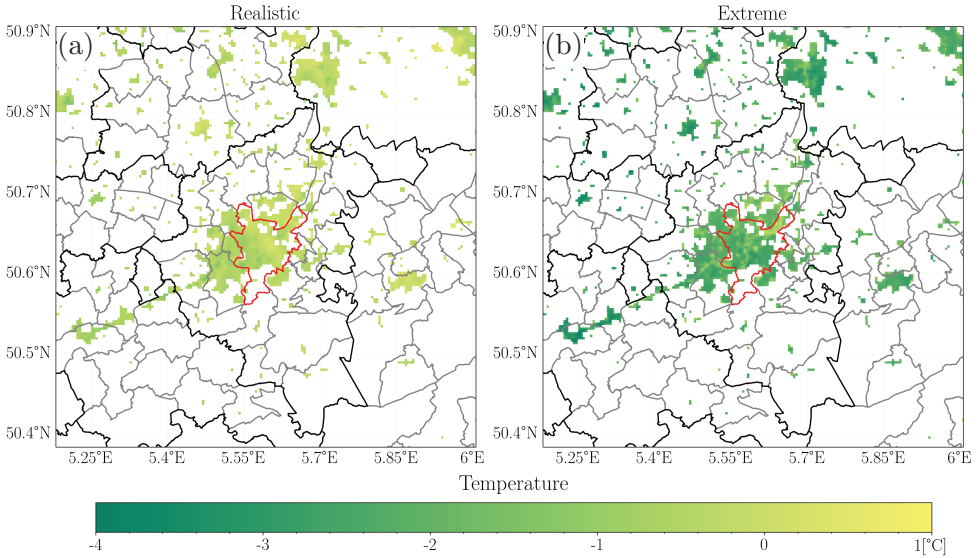 Realistic
Extreme
(a)
(b)
50.9°N
50.8°N
50.7°N
50.6°N
50.5°N
50.4°N
50.9°N
50.8°N
50.7°N
50.6°N
50.5°N
50.4°N
5.25°E 5.4°E 5.55°E 5.7°E 5.85°E 6°E
5.25°E 5.4°E 5.55°E 5.7°E 5.85°E 6°E
Temperature
-4 -3 -2 -1 0 1[°C]